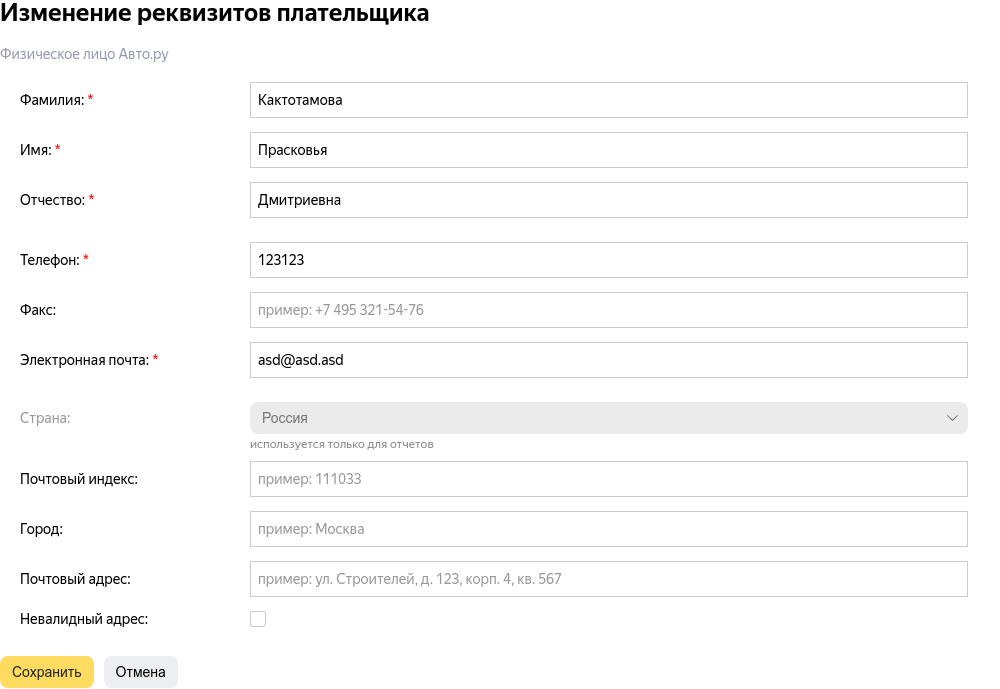 Изменение реквизитов плательщика
Физическое лицо Авто.ру
Фамилия: * Кактотамова
Имя: * Прасковья
Отчество: * Дмитриевна
Телефон: * 123123
Факс: пример: +7 495 321-54-76
Электронная почта: * asd@asd.asd
Страна: Россия
используется только для отчетов
Почтовый индекс: пример: 111033
Город: пример: Москва
Почтовый адрес: пример: ул. Строителей, д. 123, корп. 4, кв. 567
Невалидный адрес:
Сохранить Отмена